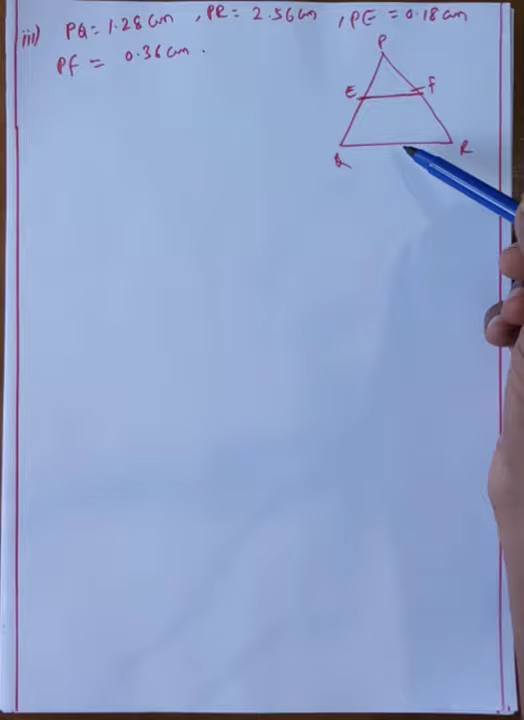 iii) PQ = 1.28 cm , PR = 2.56 cm , PE = 0.18 cm
PF = 0.36 cm .
P
E F
Q R